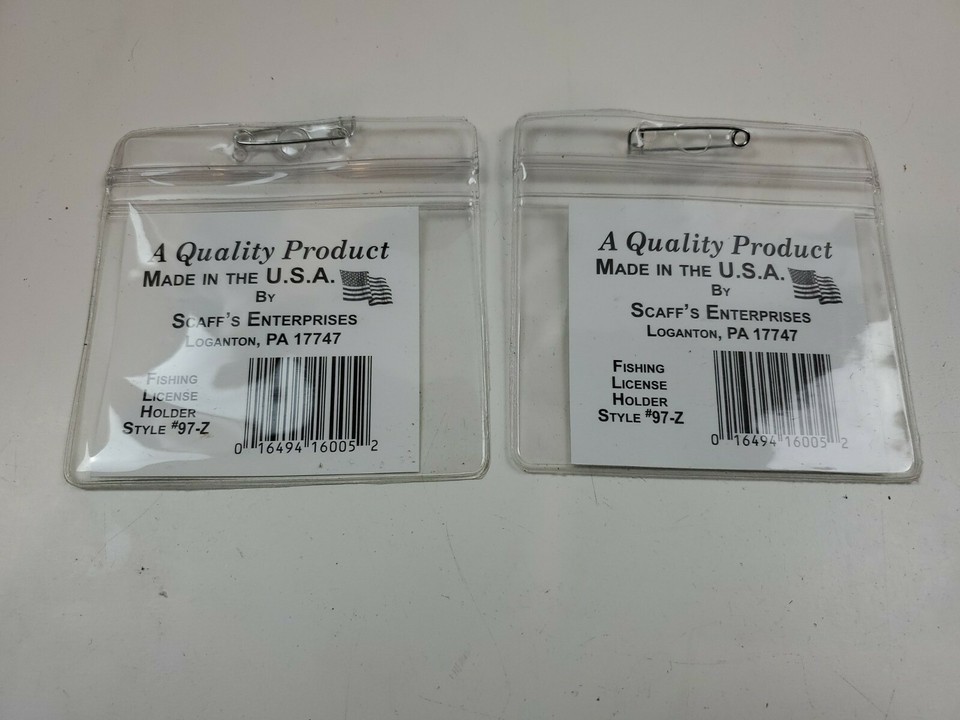 A Quality Product
MADE IN THE U.S.A.
BY
SCAFF'S ENTERPRISES
LOGANTON, PA 17747
FISHING
LICENSE
HOLDER
STYLE #97-Z
0 16494 16005 2
A Quality Product
MADE IN THE U.S.A.
BY
SCAFF'S ENTERPRISES
LOGANTON, PA 17747
FISHING
LICENSE
HOLDER
STYLE #97-Z
0 16494 16005 2